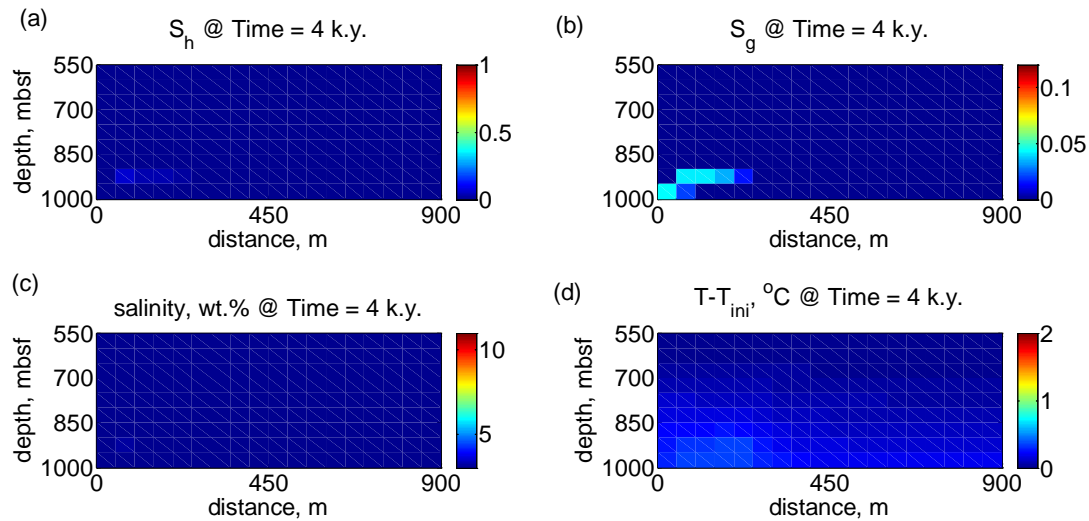 (a)
S_h @ Time = 4 k.y.
550
700
850
1000
depth, mbsf
0
450
900
distance, m
1
0.5
0
(b)
S_g @ Time = 4 k.y.
550
700
850
1000
0
450
900
distance, m
0.1
0.05
0
(c)
salinity, wt.% @ Time = 4 k.y.
550
700
850
1000
depth, mbsf
0
450
900
distance, m
10
5
(d)
T-T_ini, °C @ Time = 4 k.y.
550
700
850
1000
depth, mbsf
0
450
900
distance, m
2
1
0